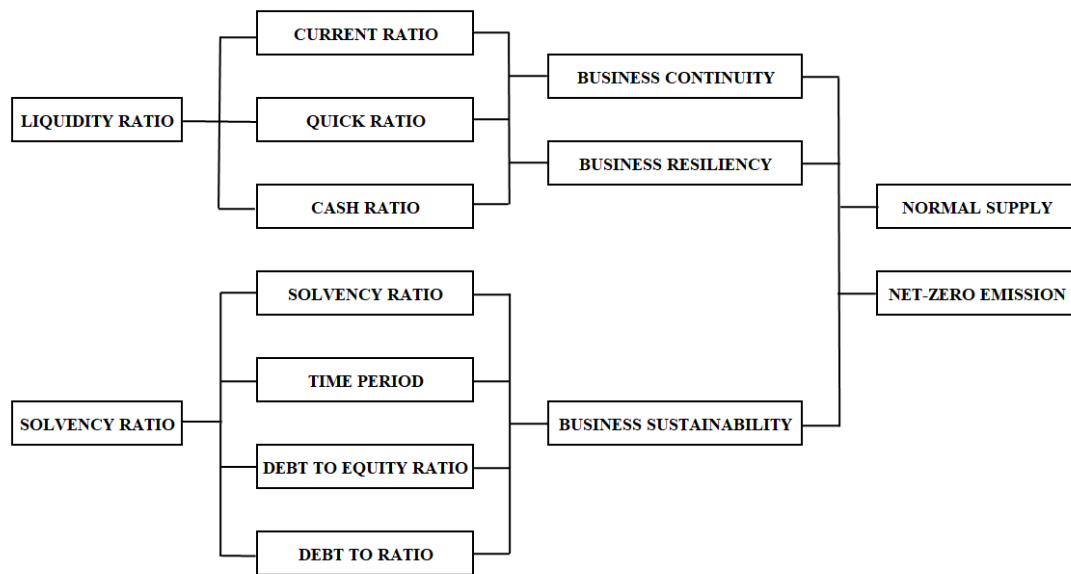 CURRENT RATIO
BUSINESS CONTINUITY
LIQUIDITY RATIO
QUICK RATIO
BUSINESS RESILIENCY
CASH RATIO
NORMAL SUPPLY
SOLVENCY RATIO
NET-ZERO EMISSION
TIME PERIOD
SOLVENCY RATIO
BUSINESS SUSTAINABILITY
DEBT TO EQUITY RATIO
DEBT TO RATIO